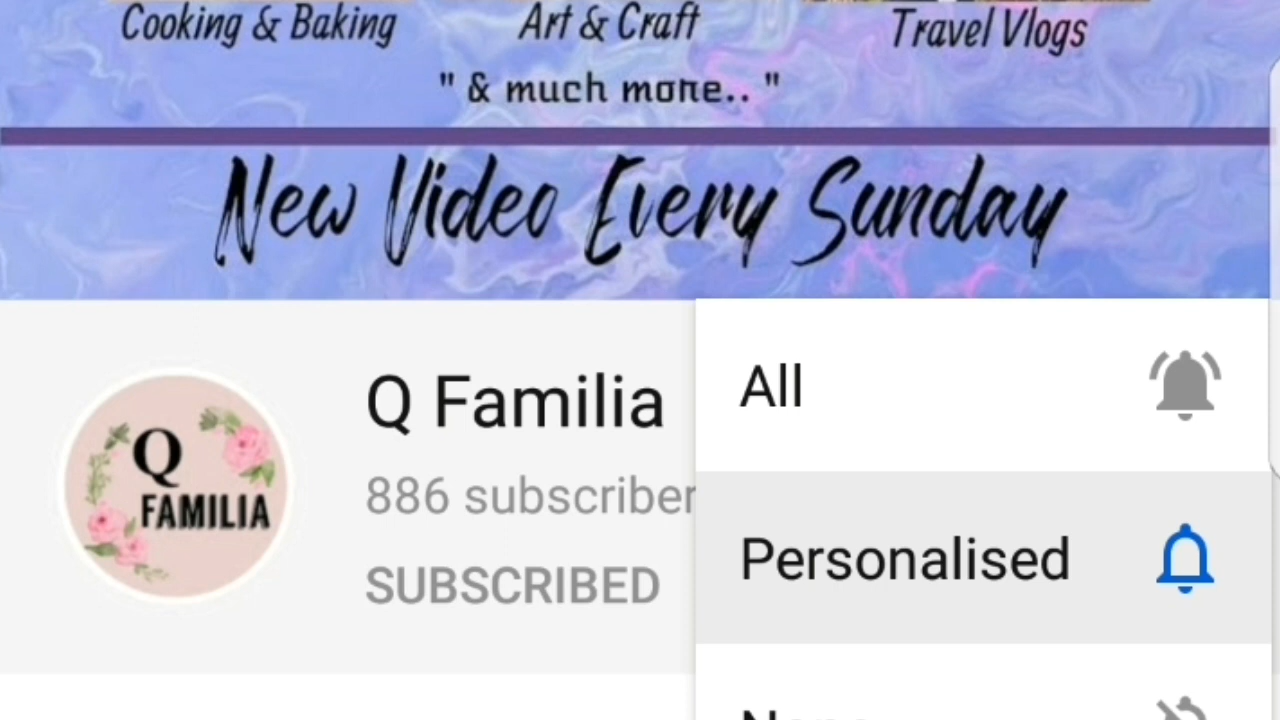 Cooking & Baking
Art & Craft
Travel Vlogs
" & much more.. "
New Video Every Sunday
Q
FAMILIA
Q Familia
886 subscriber
SUBSCRIBED
All
Personalised
None